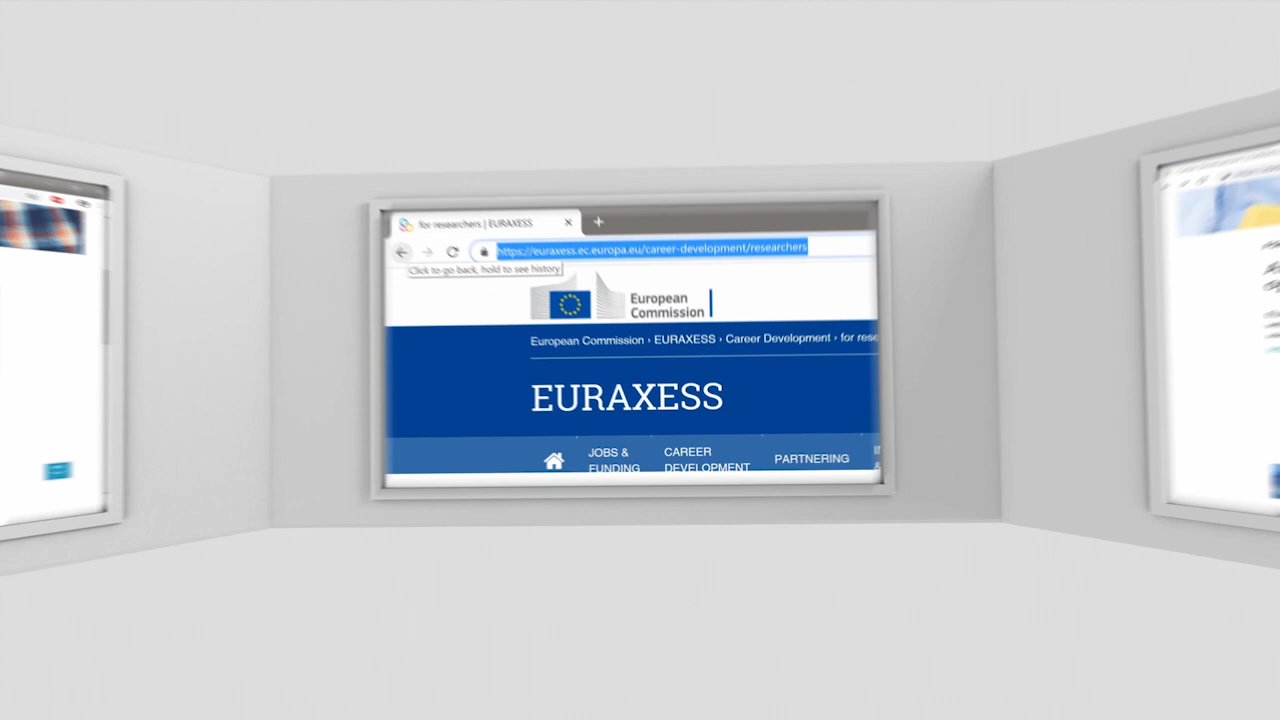 for researchers | EURAXESS
https://euraxess.ec.europa.eu/career-development/researchers
Click to go back, hold to see history
European
Commission
European Commission › EURAXESS › Career Development › for rese
EURAXESS
JOBS &
FUNDING
CAREER
DEVELOPMENT
PARTNERING